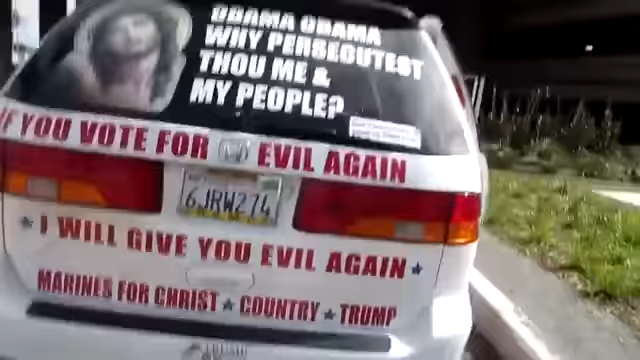 OBAMA OBAMA
WHY PERSECUTEST
THOU ME &
MY PEOPLE?
IF YOU VOTE FOR EVIL AGAIN
6JRW274
★ I WILL GIVE YOU EVIL AGAIN ★
MARINES FOR CHRIST ★ COUNTRY ★ TRUMP